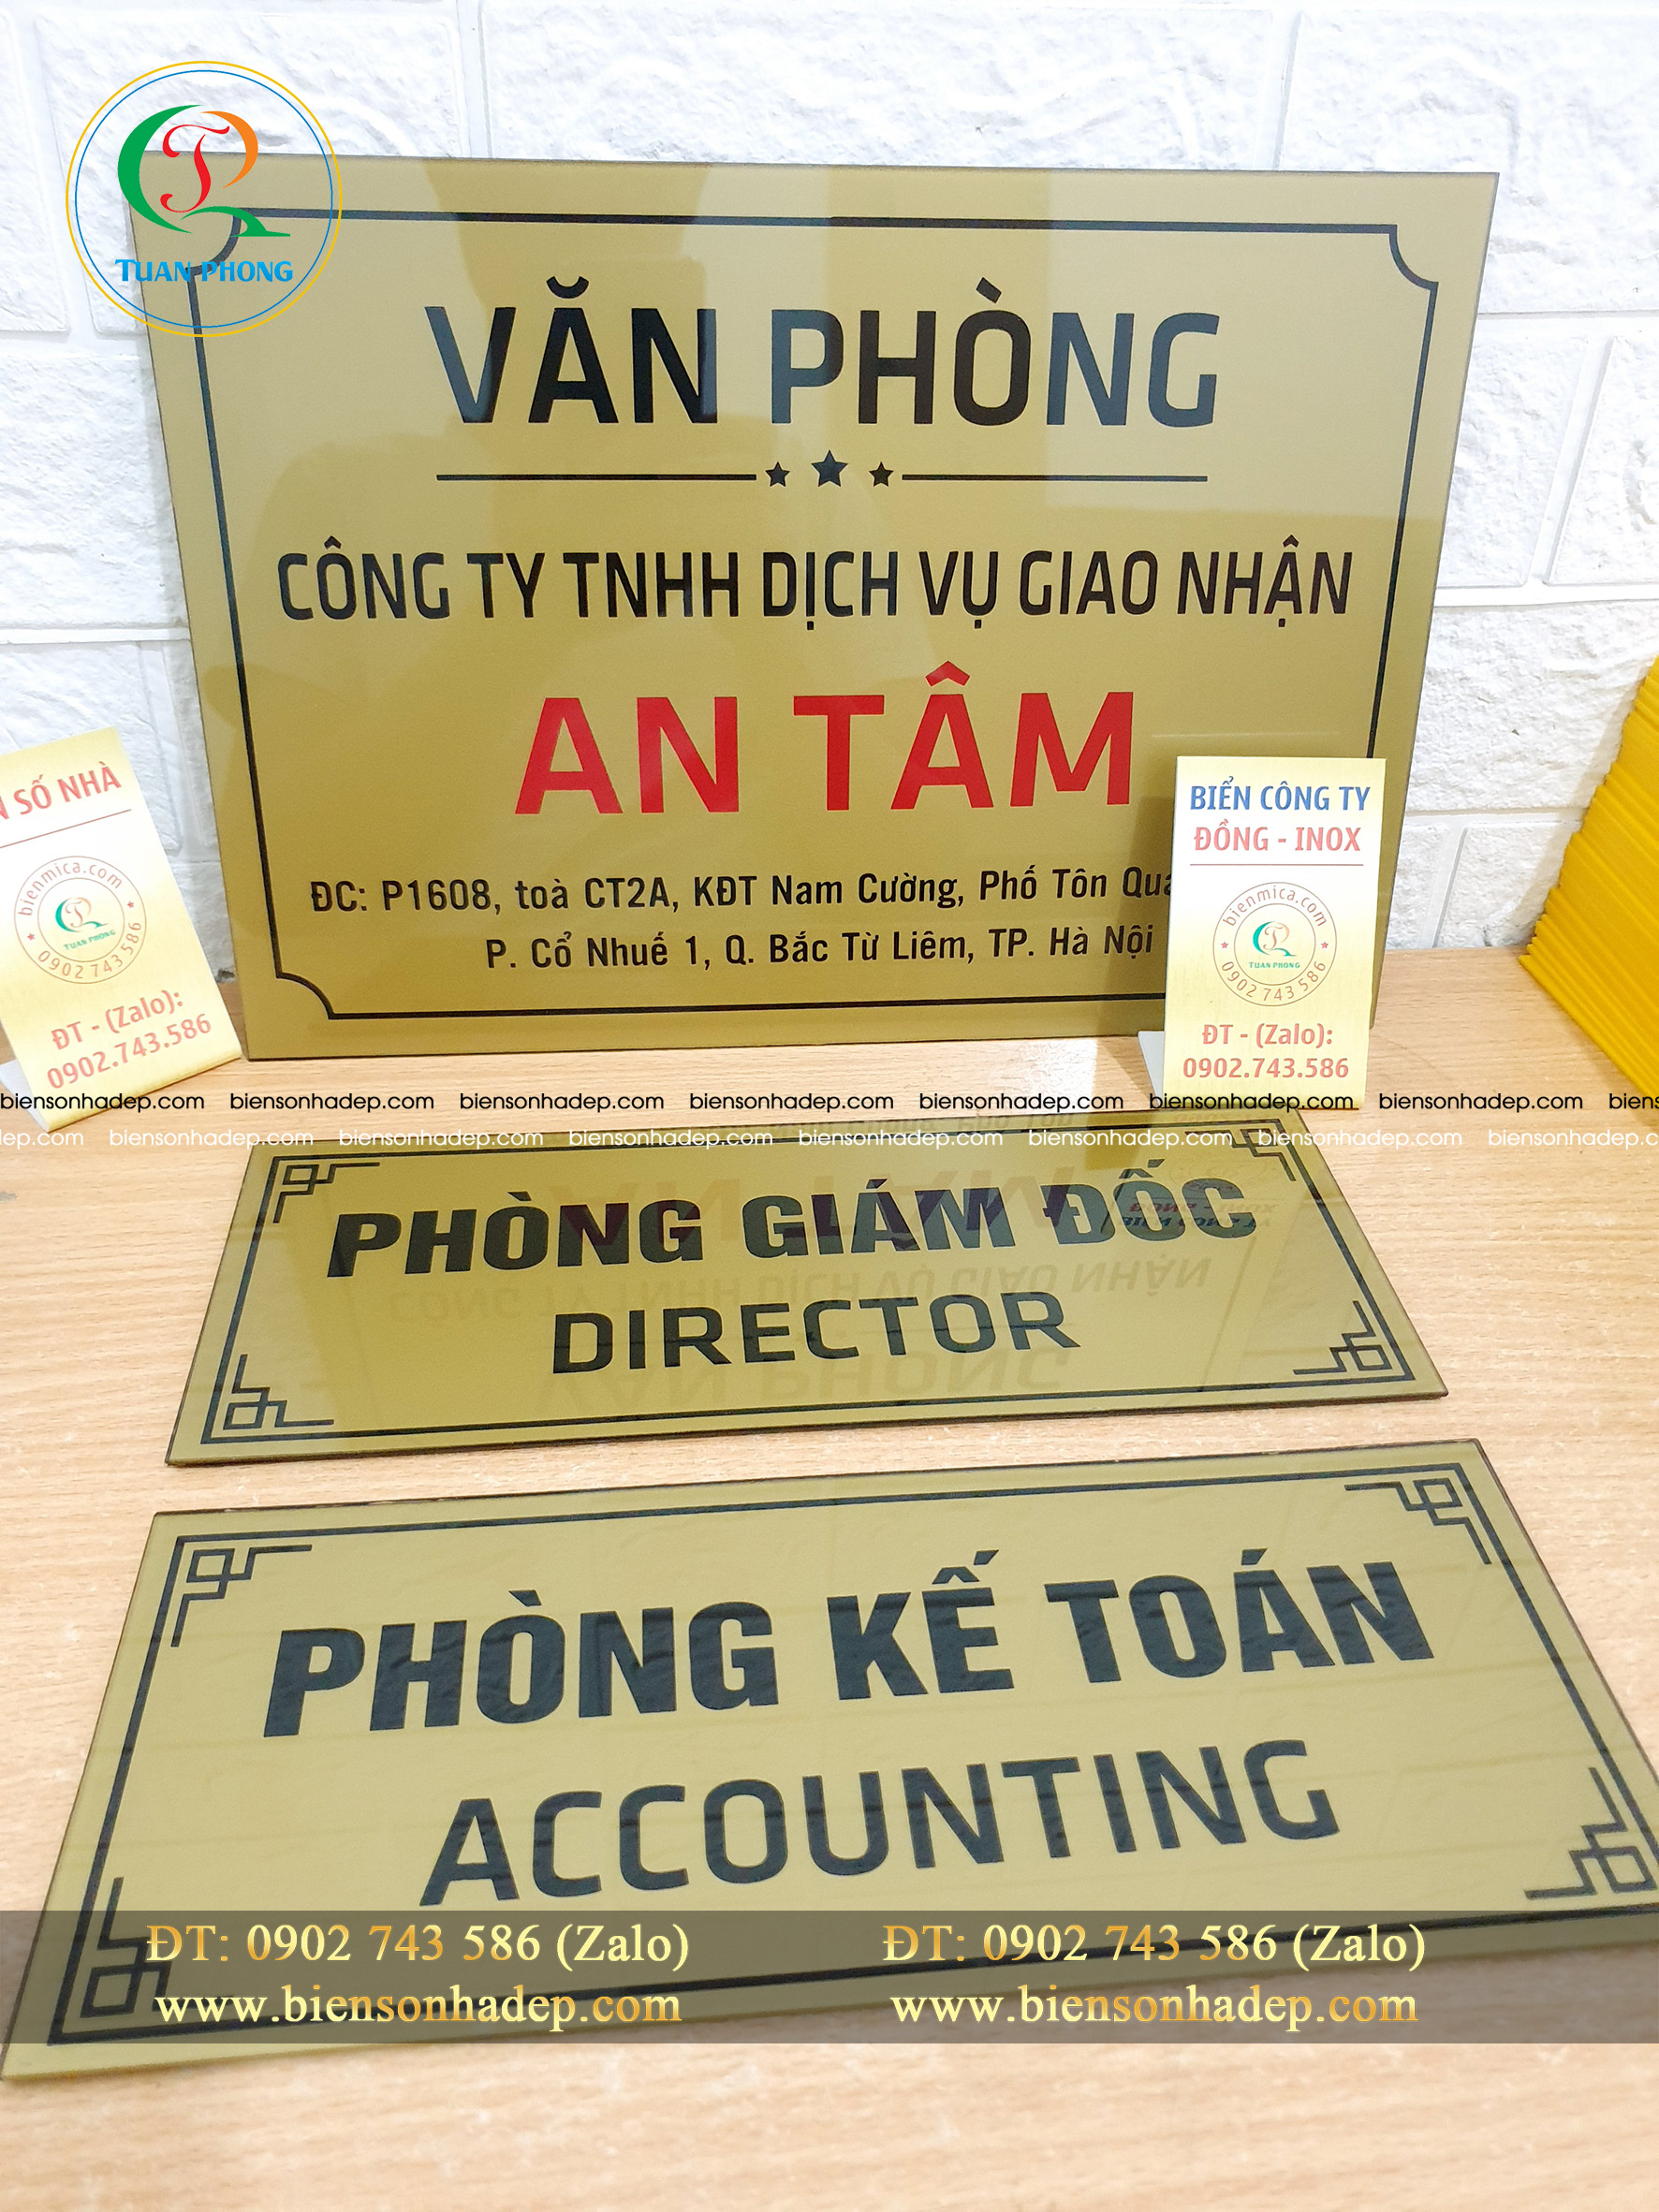 TUAN PHONG
VĂN PHÒNG
CÔNG TY TNHH DỊCH VỤ GIAO NHẬN
AN TÂM
ĐC: P1608, toà CT2A, KĐT Nam Cường, Phố Tôn
P. Cổ Nhuế 1, Q. Bắc Từ Liêm, TP. Hà Nội
SỐ NHÀ
bienmica.com
TUAN PHONG
0902 743 586
ĐT - (Zalo):
0902.743.586
BIỂN CÔNG TY
ĐỒNG - INOX
bienmica.com
TUAN PHONG
0902 743 586
ĐT - (Zalo):
0902.743.586
biensonhadep.com biensonhadep.com biensonhadep.com biensonhadep.com biensonhadep.com biensonhadep.com biensonhadep.com
biensonhadep.com biensonhadep.com biensonhadep.com biensonhadep.com biensonhadep.com biensonhadep.com
PHÒNG GIÁM ĐỐC
DIRECTOR
PHÒNG KẾ TOÁN
ACCOUNTING
ĐT: 0902 743 586 (Zalo) ĐT: 0902 743 586 (Zalo)
www.biensonhadep.com www.biensonhadep.com